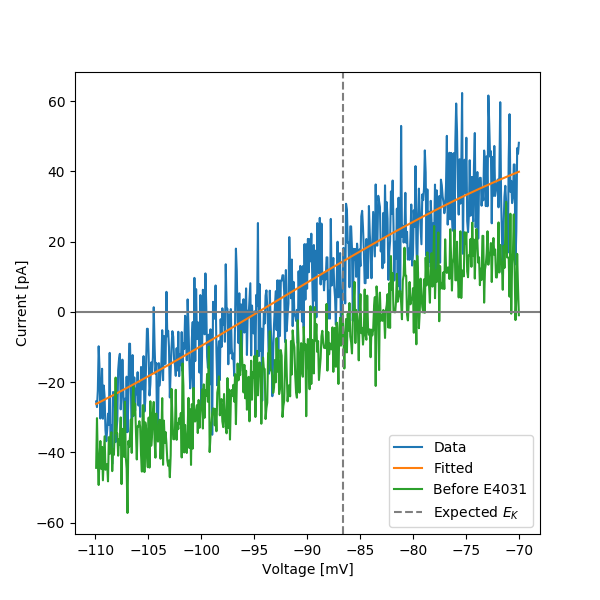 60
40
20
0
−20
−40
−60
Current [pA]
Data
Fitted
Before E4031
Expected E_K
−110 −105 −100 −95 −90 −85 −80 −75 −70
Voltage [mV]